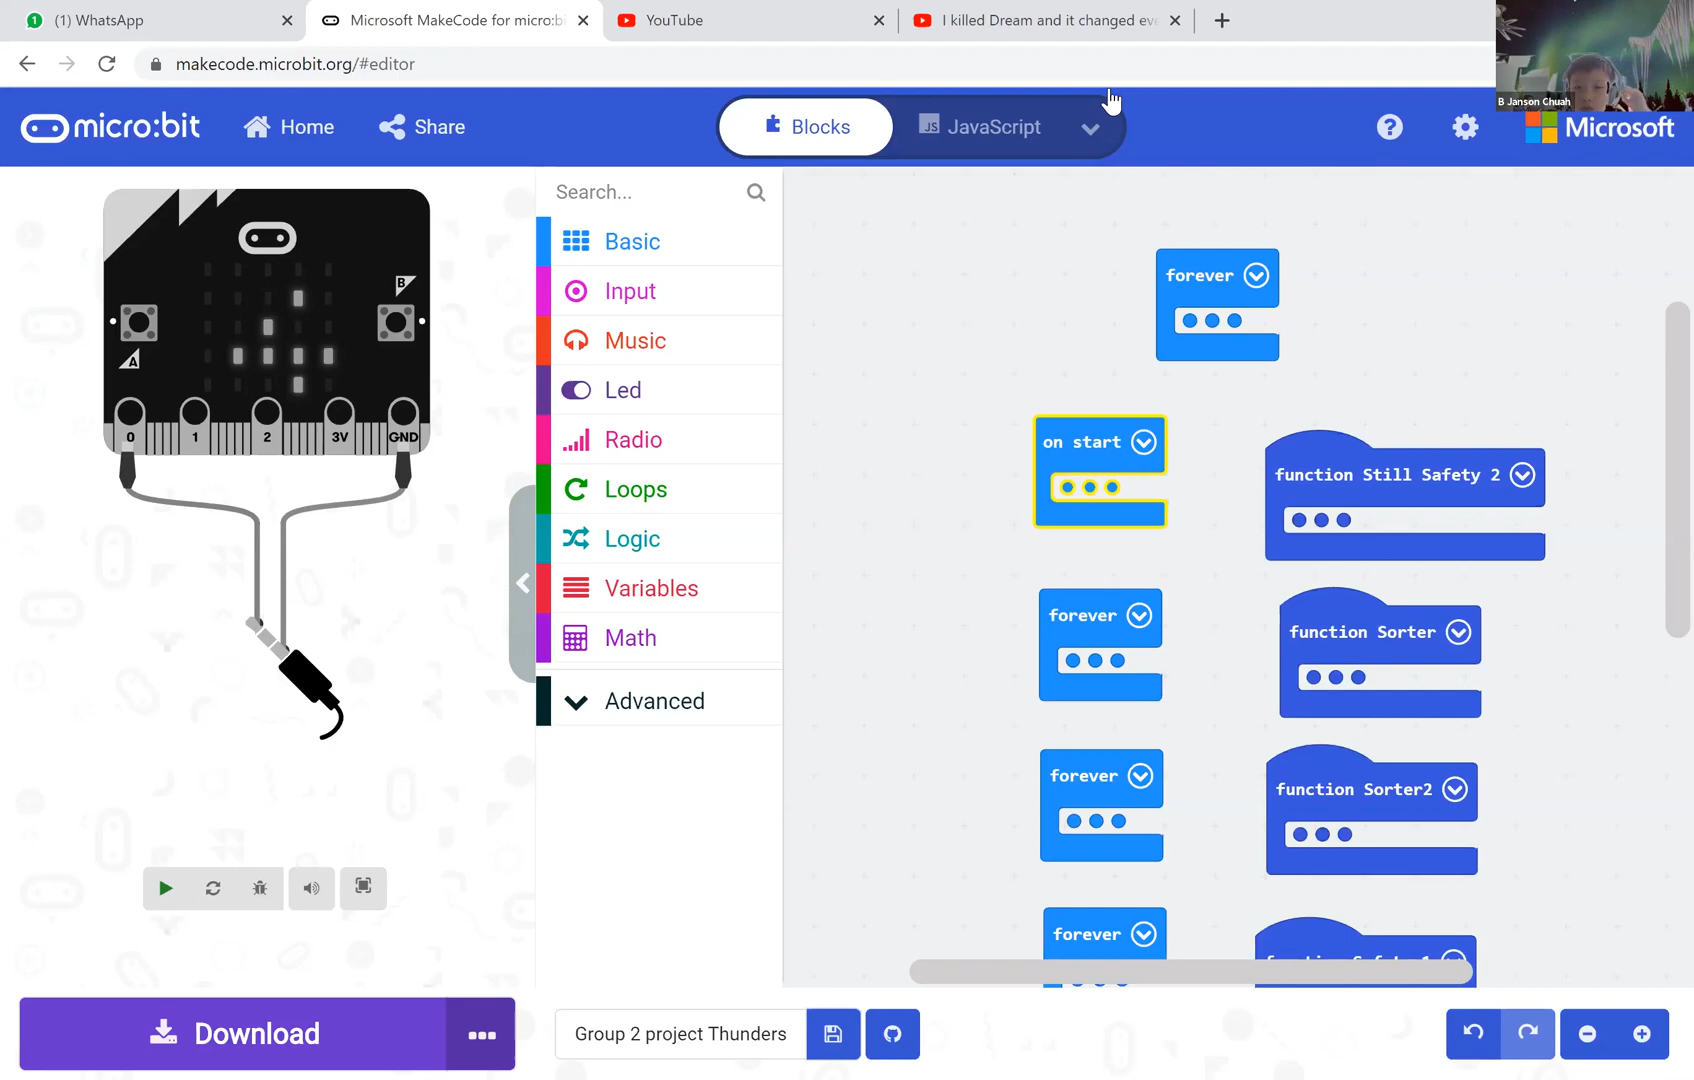 (1) WhatsApp
Microsoft MakeCode for micro:bi
YouTube
I killed Dream and it changed eve
makecode.microbit.org/#editor
B Janson Chuah
micro:bit
Home
Share
Blocks
JS
JavaScript
?
Microsoft
Search...
Basic
Input
Music
Led
Radio
Loops
Logic
Variables
Math
Advanced
A
B
0
1
2
3V
GND
forever
on start
function Still Safety 2
forever
function Sorter
forever
function Sorter2
forever
Download
Group 2 project Thunders